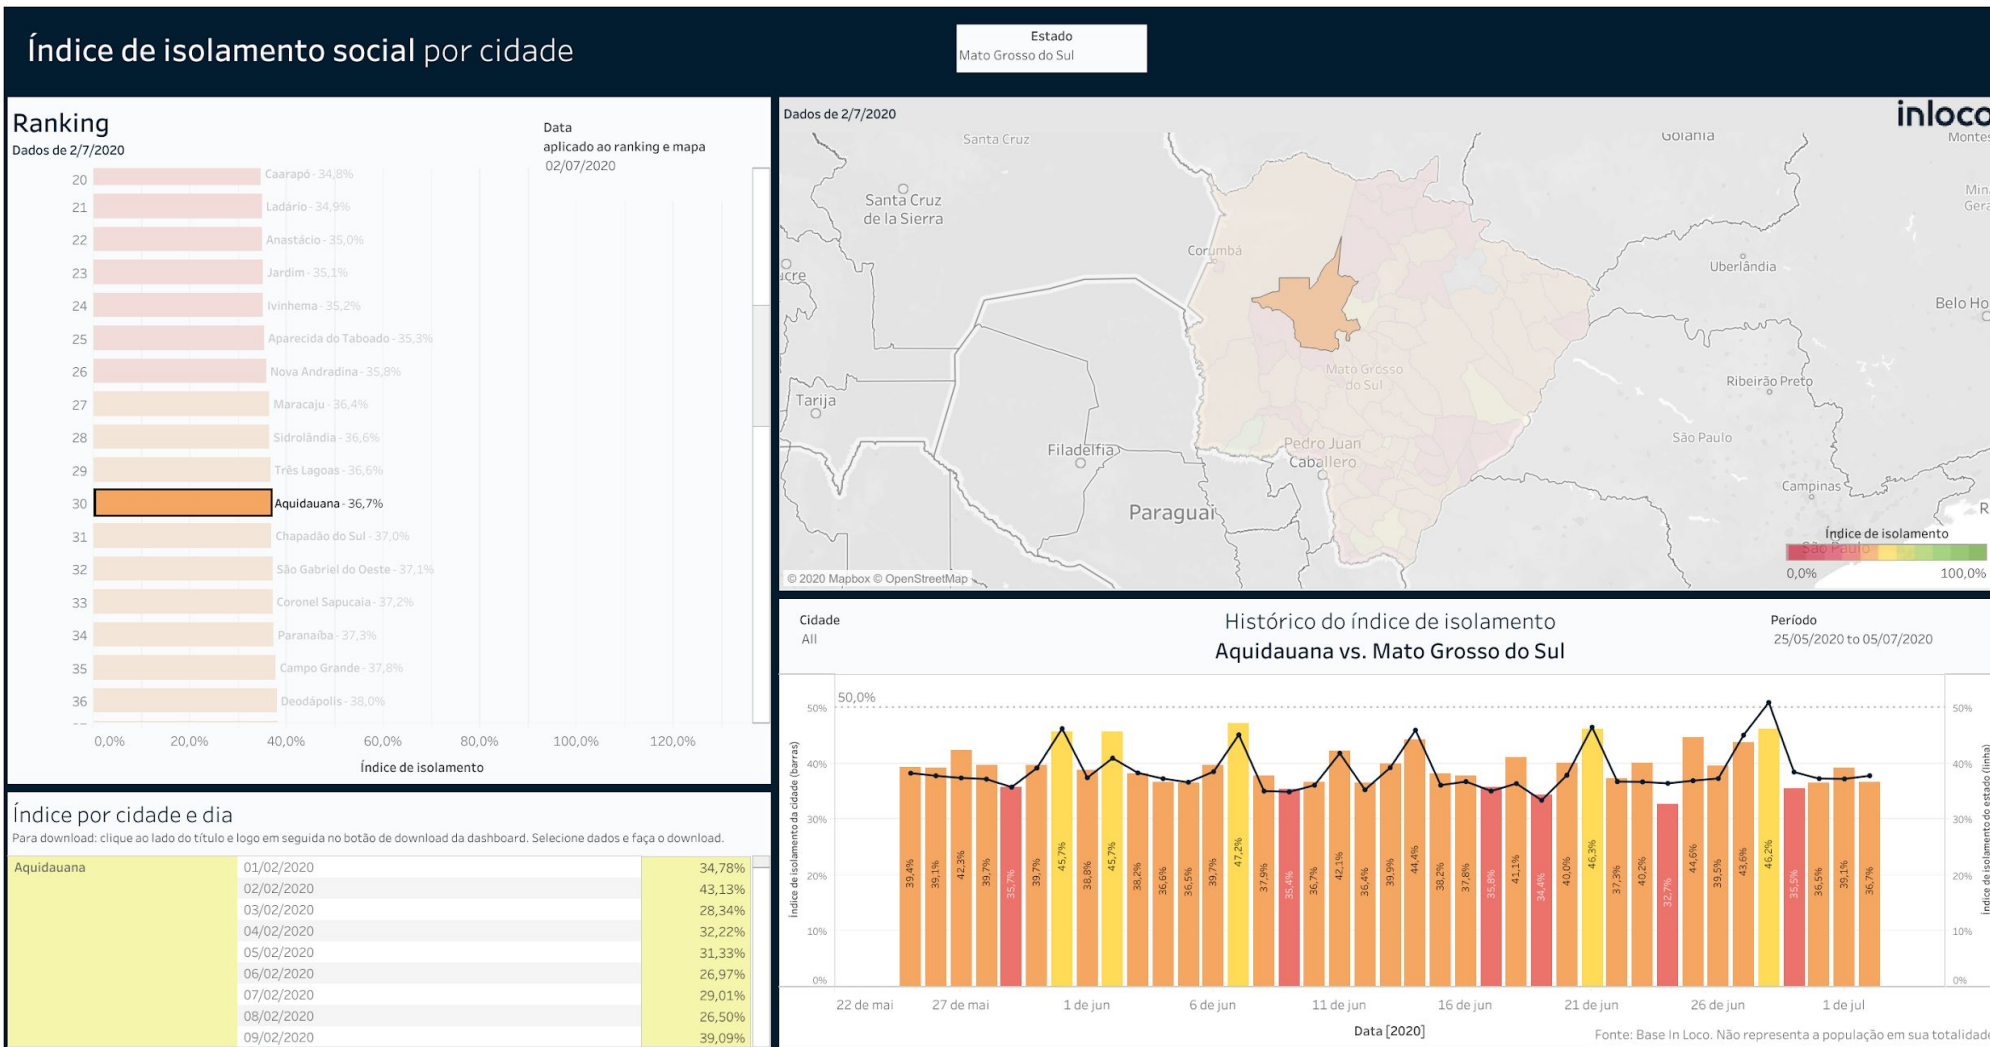 Índice de isolamento social por cidade
Estado
Mato Grosso do Sul
Ranking
Dados de 2/7/2020
Data
aplicado ao ranking e mapa
02/07/2020
20 Caarapó - 34,8%
21 Ladário - 34,9%
22 Anastácio - 35,0%
23 Jardim - 35,1%
24 Ivinhema - 35,2%
25 Aparecida do Taboado - 35,3%
26 Nova Andradina - 35,8%
27 Maracaju - 36,4%
28 Sidrolândia - 36,6%
29 Três Lagoas - 36,6%
30 Aquidauana - 36,7%
31 Chapadão do Sul - 37,0%
32 São Gabriel do Oeste - 37,1%
33 Coronel Sapucaia - 37,2%
34 Paranaíba - 37,3%
35 Campo Grande - 37,8%
36 Deodápolis - 38,0%
0,0% 20,0% 40,0% 60,0% 80,0% 100,0% 120,0%
Índice de isolamento
Índice por cidade e dia
Para download: clique ao lado do título e logo em seguida no botão de download da dashboard. Selecione dados e faça o download.
Aquidauana 01/02/2020 34,78%
02/02/2020 43,13%
03/02/2020 28,34%
04/02/2020 32,22%
05/02/2020 31,33%
06/02/2020 26,97%
07/02/2020 29,01%
08/02/2020 26,50%
09/02/2020 39,09%
Dados de 2/7/2020
inloco
Santa Cruz
Goiânia
Montes
Santa Cruz
de la Sierra
Min
Gera
Corumbá
ucre
Uberlândia
Belo Ho
Mato Grosso
do Sul
Tarija
Ribeirão Preto
Filadélfia
Pedro Juan
Caballero
São Paulo
Campinas
Paraguai
R
Índice de isolamento
São Paulo
0,0% 100,0%
© 2020 Mapbox © OpenStreetMap
Cidade
All
Histórico do índice de isolamento
Aquidauana vs. Mato Grosso do Sul
Período
25/05/2020 to 05/07/2020
50,0%
50%
40%
30%
20%
10%
0%
Índice de isolamento da cidade (barras)
39,4% 39,1% 42,3% 39,7% 35,7% 39,7% 45,7% 38,8% 45,7% 38,2% 36,6% 36,5% 39,7% 47,2% 37,9% 35,4% 36,7% 42,1% 36,4% 39,9% 44,4% 38,2% 37,8% 35,8% 41,1% 34,4% 40,0% 46,3% 37,3% 40,2% 32,7% 44,6% 39,5% 43,6% 46,2% 35,5% 36,5% 39,1% 36,7%
50%
40%
30%
20%
10%
0%
Índice de isolamento do estado (linha)
22 de mai 27 de mai 1 de jun 6 de jun 11 de jun 16 de jun 21 de jun 26 de jun 1 de jul
Data [2020]
Fonte: Base In Loco. Não representa a população em sua totalidade